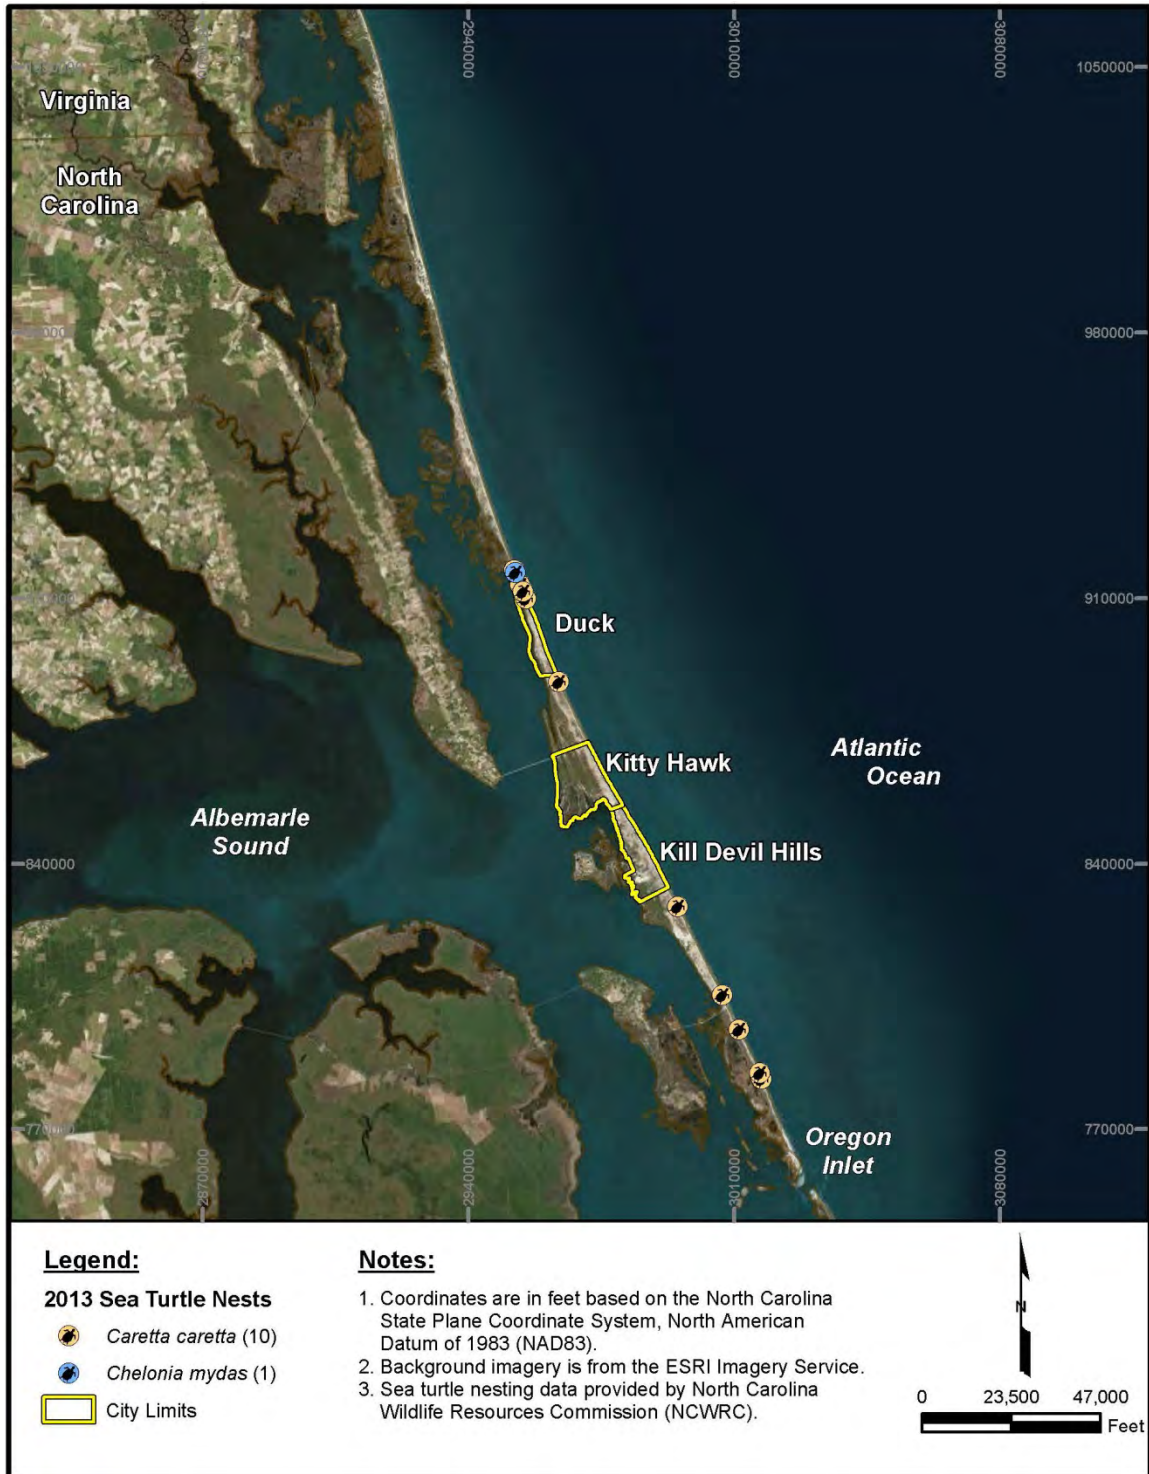 2940000
3010000
3080000
1050000
Virginia
North
Carolina
980000
910000
Duck
Kitty Hawk
Atlantic
Ocean
Albemarle
Sound
Kill Devil Hills
840000
840000
770000
770000
Oregon
Inlet
2870000
2940000
3010000
3080000
Legend:
2013 Sea Turtle Nests
Caretta caretta (10)
Chelonia mydas (1)
City Limits
Notes:
1. Coordinates are in feet based on the North Carolina
State Plane Coordinate System, North American
Datum of 1983 (NAD83).
2. Background imagery is from the ESRI Imagery Service.
3. Sea turtle nesting data provided by North Carolina
Wildlife Resources Commission (NCWRC).
N
0 23,500 47,000
Feet